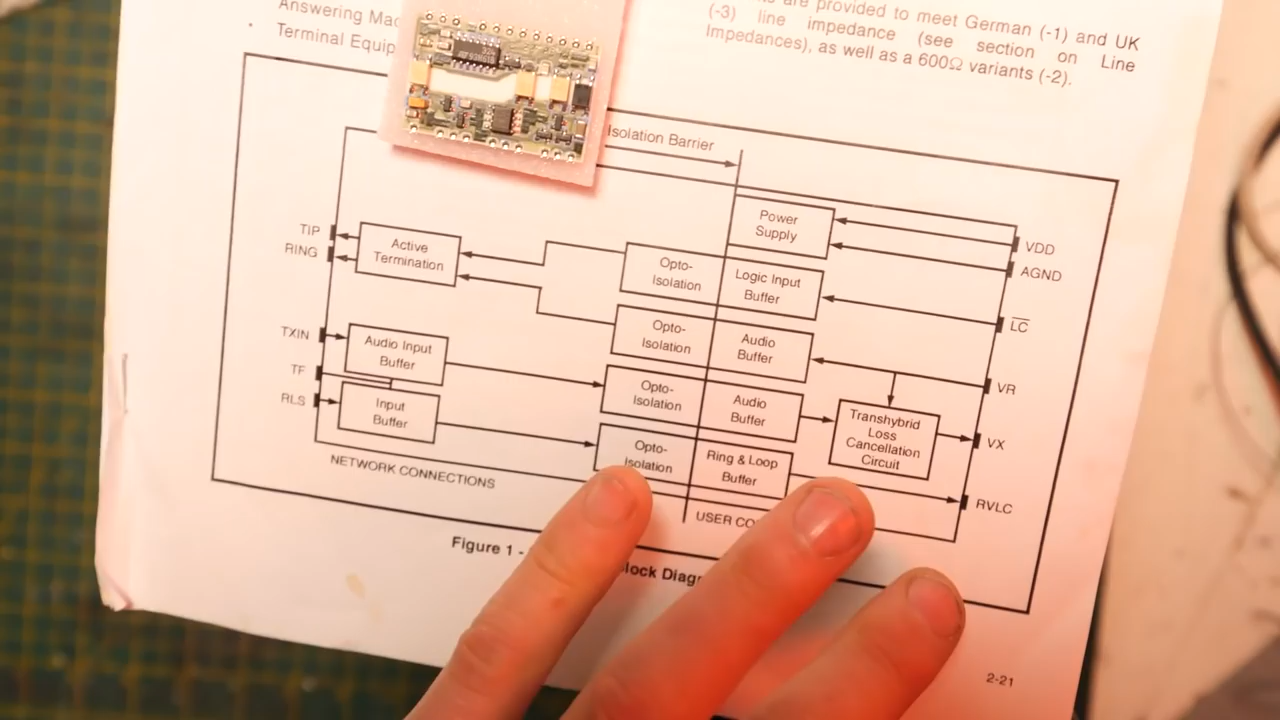 Answering Mac
Terminal Equip
are provided to meet German (-1) and UK
(-3) line impedance (see section on Line
Impedances), as well as a 600Ω variants (-2).
Isolation Barrier
TIP
RING
TXIN
TF
RLS
Active
Termination
Audio Input
Buffer
Input
Buffer
Opto-
Isolation
Opto-
Isolation
Opto-
Isolation
Opto-
Isolation
Power
Supply
Logic Input
Buffer
Audio
Buffer
Audio
Buffer
Ring & Loop
Buffer
Transhybrid
Loss
Cancellation
Circuit
VDD
AGND
L̅C̅
VR
VX
RVLC
NETWORK CONNECTIONS
USER CO
Figure 1 -
lock Diag
2-21